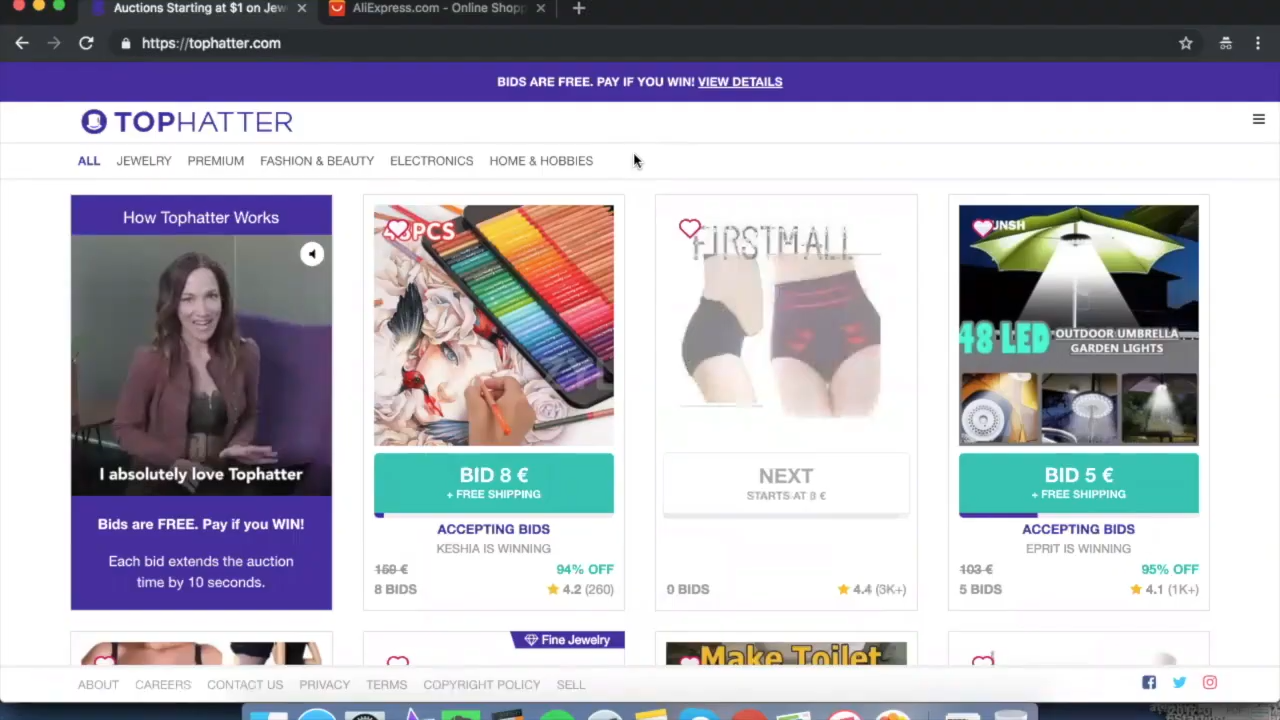 Auctions Starting at $1 on Jew
AliExpress.com - Online Shopp
https://tophatter.com
BIDS ARE FREE. PAY IF YOU WIN! VIEW DETAILS
TOPHATTER
ALL JEWELRY PREMIUM FASHION & BEAUTY ELECTRONICS HOME & HOBBIES
How Tophatter Works
I absolutely love Tophatter
Bids are FREE. Pay if you WIN!
Each bid extends the auction
time by 10 seconds.
PCS
BID 8 €
+ FREE SHIPPING
ACCEPTING BIDS
KESHIA IS WINNING
159 € 94% OFF
8 BIDS 4.2 (260)
FIRSTMALL
NEXT
STARTS AT 8 €
0 BIDS 4.4 (3K+)
48 LED
OUTDOOR UMBRELLA
GARDEN LIGHTS
BID 5 €
+ FREE SHIPPING
ACCEPTING BIDS
EPRIT IS WINNING
103 € 95% OFF
5 BIDS 4.1 (1K+)
Fine Jewelry
Make Toilet
ABOUT CAREERS CONTACT US PRIVACY TERMS COPYRIGHT POLICY SELL